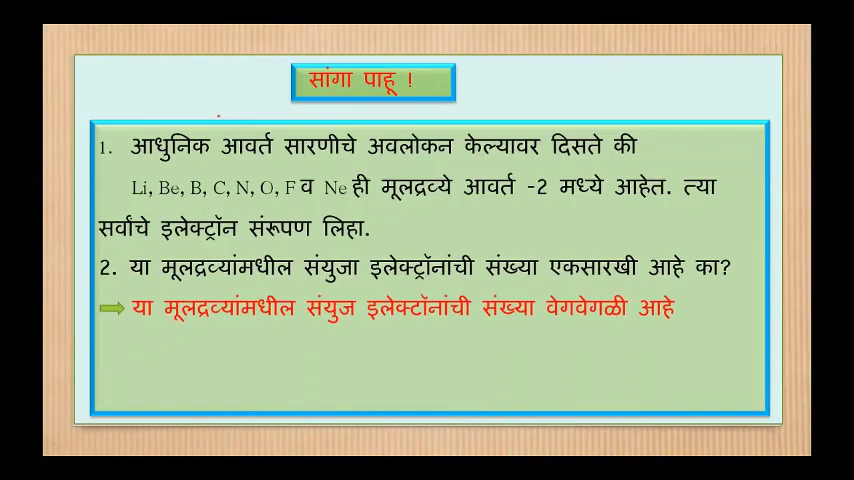 सांगा पाहू !
1. आधुनिक आवर्त सारणीचे अवलोकन केल्यावर दिसते की
Li, Be, B, C, N, O, F व Ne ही मूलद्रव्ये आवर्त -2 मध्ये आहेत. त्या
सर्वांचे इलेक्ट्रॉन संरूपण लिहा.
2. या मूलद्रव्यांमधील संयुजा इलेक्ट्रॉनांची संख्या एकसारखी आहे का?
या मूलद्रव्यांमधील संयुज इलेक्टॉनांची संख्या वेगवेगळी आहे